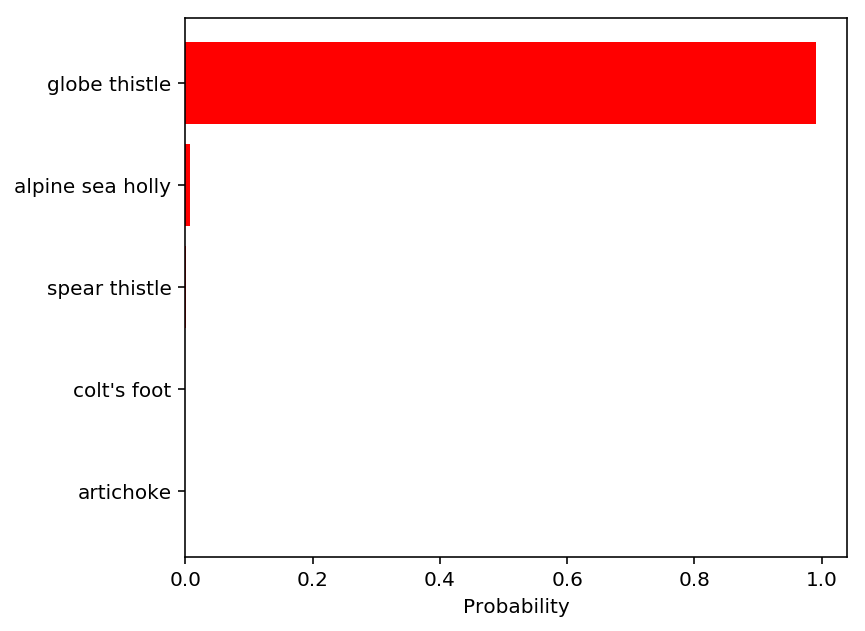 globe thistle
alpine sea holly
spear thistle
colt's foot
artichoke
0.0 0.2 0.4 0.6 0.8 1.0
Probability